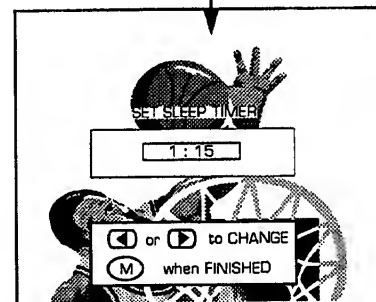 SET SLEEP TIMER
1 : 15
◀ or ▶ to CHANGE
M when FINISHED